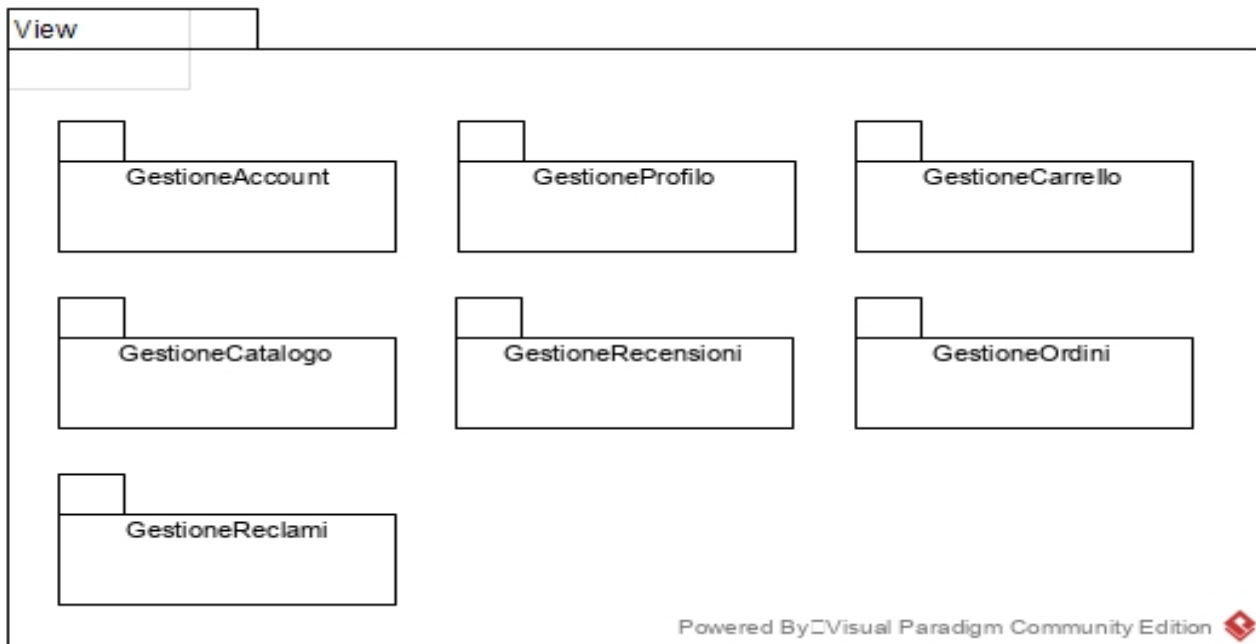 View
GestioneAccount
GestioneProfilo
GestioneCarrello
GestioneCatalogo
GestioneRecensioni
GestioneOrdini
GestioneReclami
Powered By□Visual Paradigm Community Edition